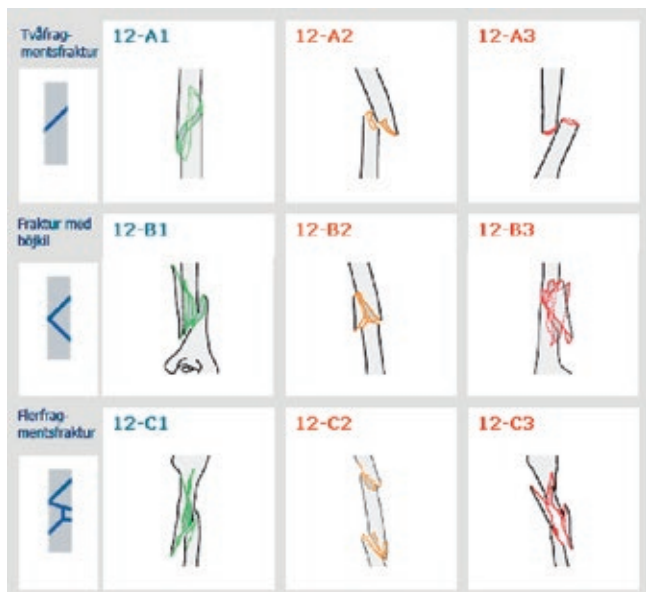 Tvåfrag-
mentsfraktur
12-A1
12-A2
12-A3
Fraktur med
böjkil
12-B1
12-B2
12-B3
Flerfrag-
mentsfraktur
12-C1
12-C2
12-C3